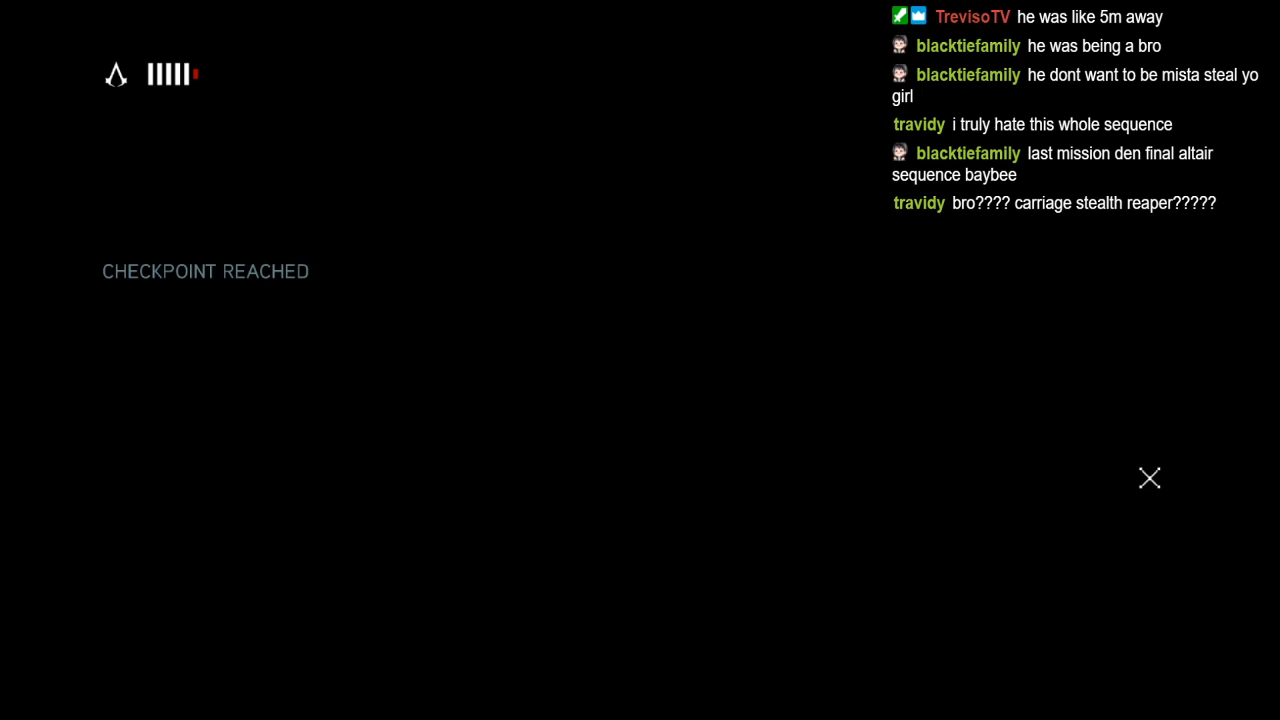 TrevisoTV he was like 5m away
blacktiefamily he was being a bro
blacktiefamily he dont want to be mista steal yo
girl
travidy i truly hate this whole sequence
blacktiefamily last mission den final altair
sequence baybee
travidy bro???? carriage stealth reaper?????
CHECKPOINT REACHED